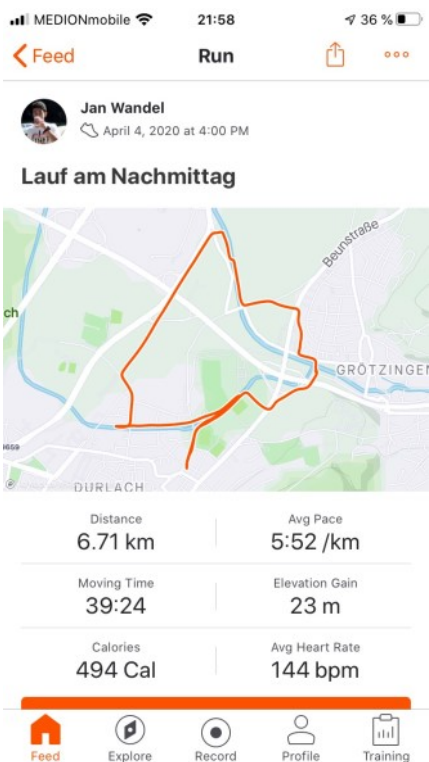 MEDIONmobile 21:58 36 %
Feed Run
Jan Wandel
April 4, 2020 at 4:00 PM
Lauf am Nachmittag
Beunstraße
ch
GRÖTZINGEN
DURLACH
Distance Avg Pace
6.71 km 5:52 /km
Moving Time Elevation Gain
39:24 23 m
Calories Avg Heart Rate
494 Cal 144 bpm
Feed Explore Record Profile Training